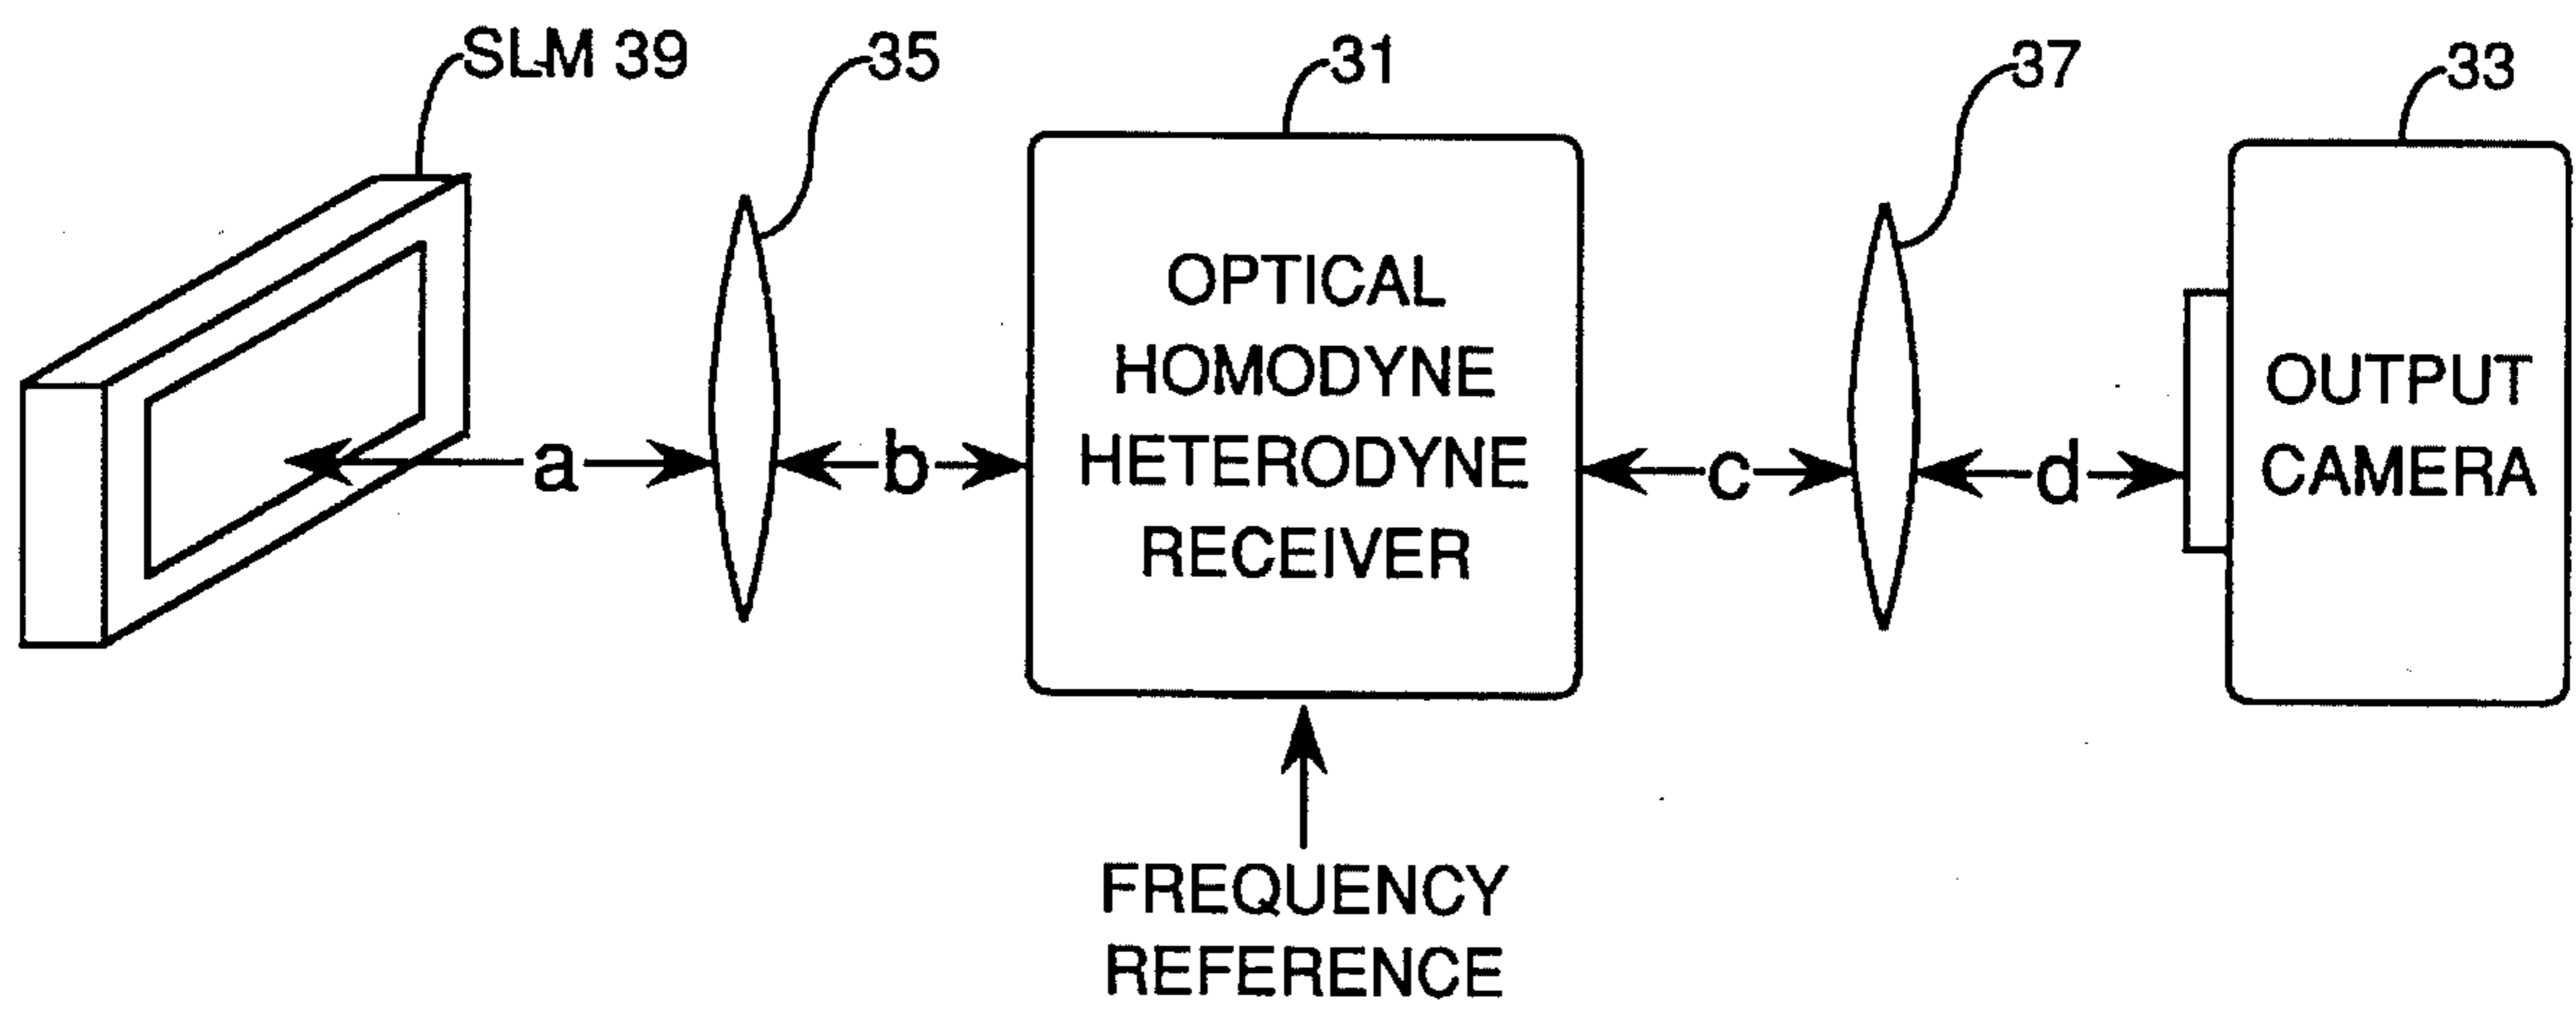 SLM 39
35
31
37
33
OPTICAL
HOMODYNE
HETERODYNE
RECEIVER
OUTPUT
CAMERA
a
b
c
d
FREQUENCY
REFERENCE